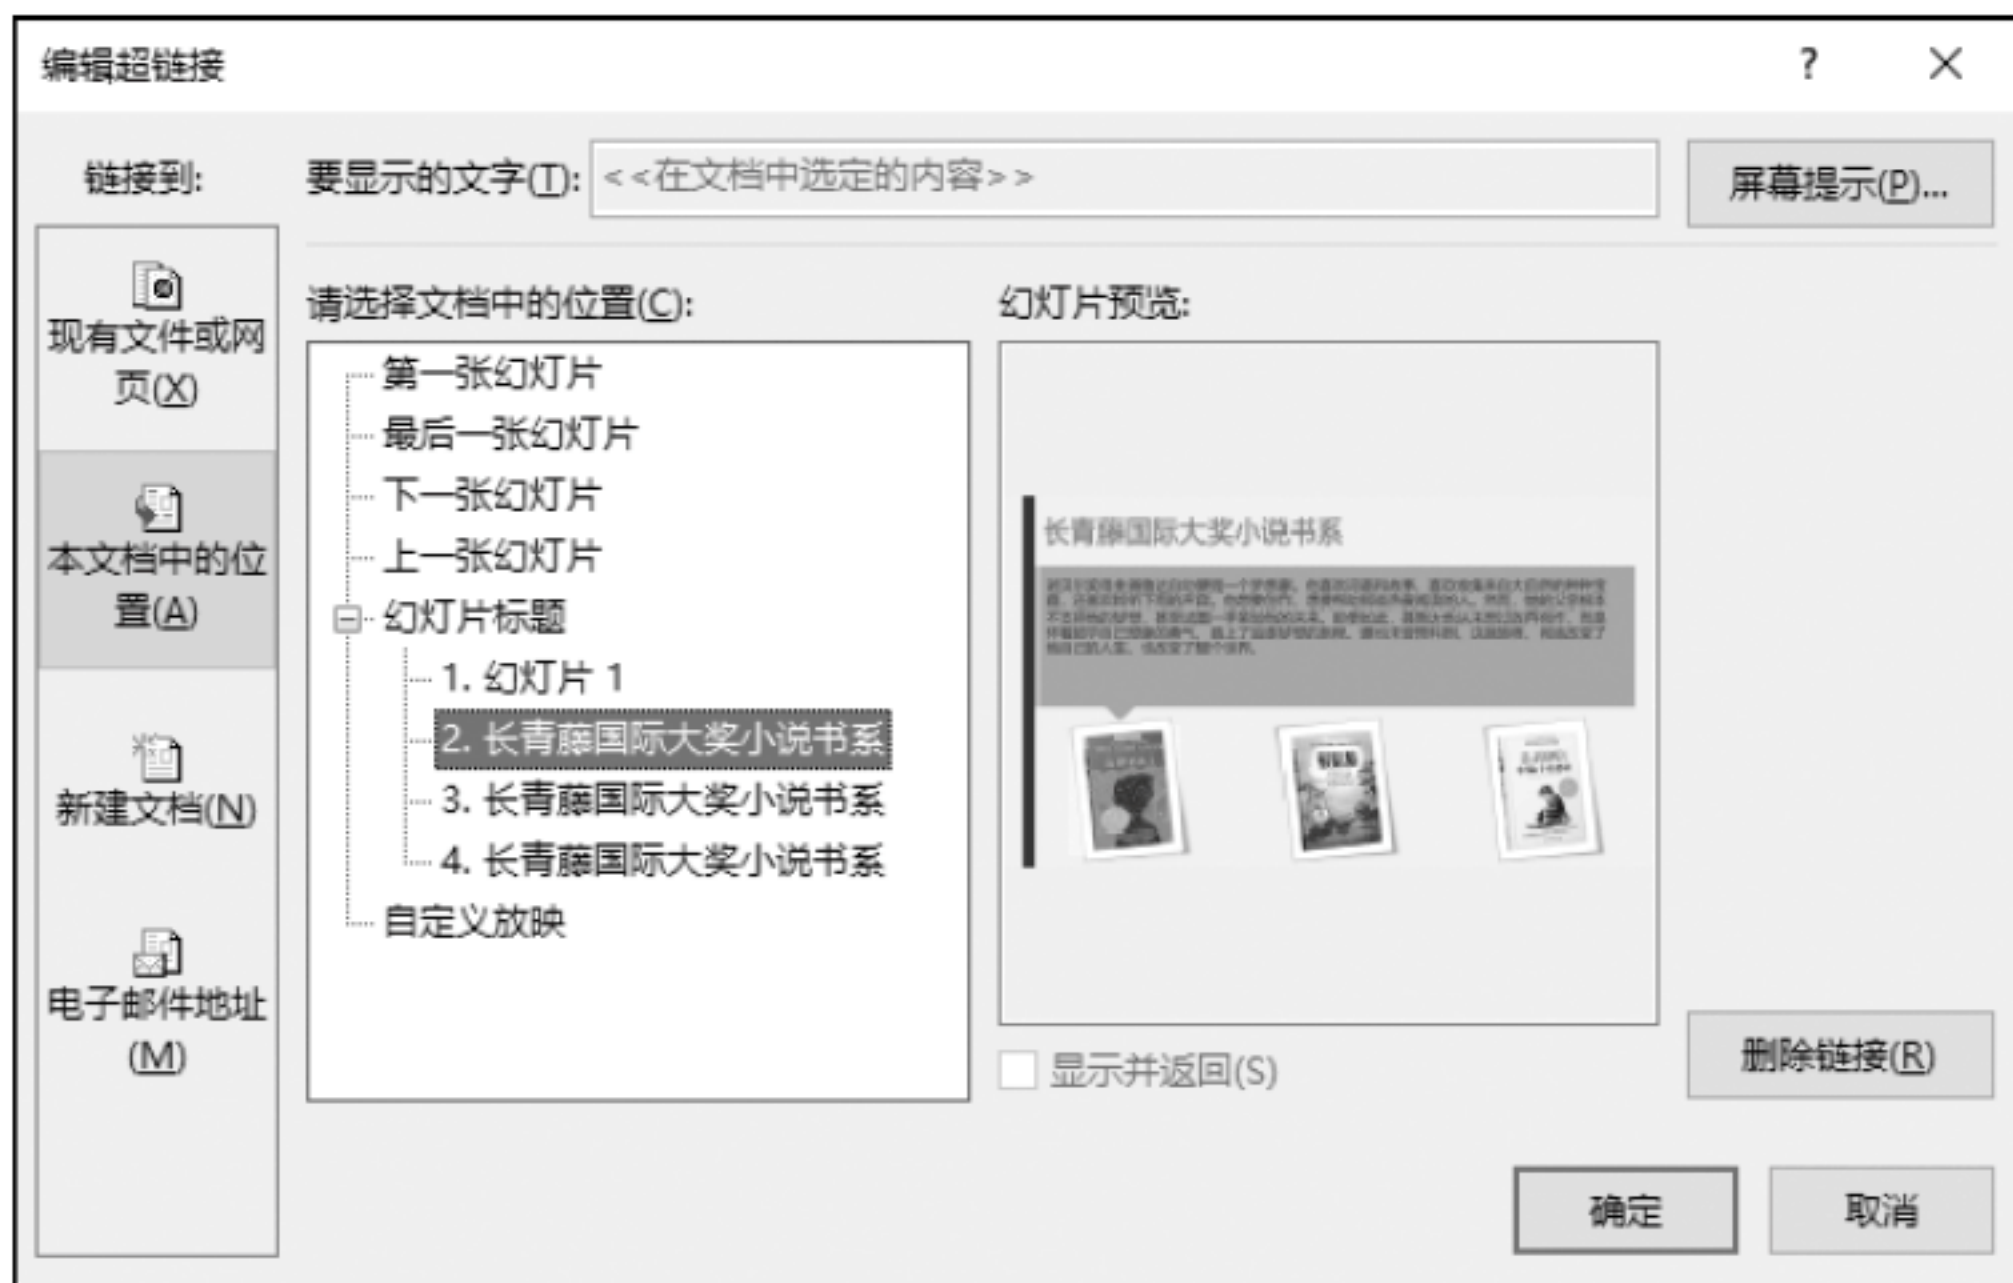 编辑超链接
?
链接到:
要显示的文字(T):
<<在文档中选定的内容>>
屏幕提示(P)...
现有文件或网
页(X)
本文档中的位
置(A)
新建文档(N)
电子邮件地址
(M)
请选择文档中的位置(C):
第一张幻灯片
最后一张幻灯片
下一张幻灯片
上一张幻灯片
幻灯片标题
1. 幻灯片 1
2. 长青藤国际大奖小说书系
3. 长青藤国际大奖小说书系
4. 长青藤国际大奖小说书系
自定义放映
幻灯片预览:
长青藤国际大奖小说书系
显示并返回(S)
删除链接(R)
确定
取消